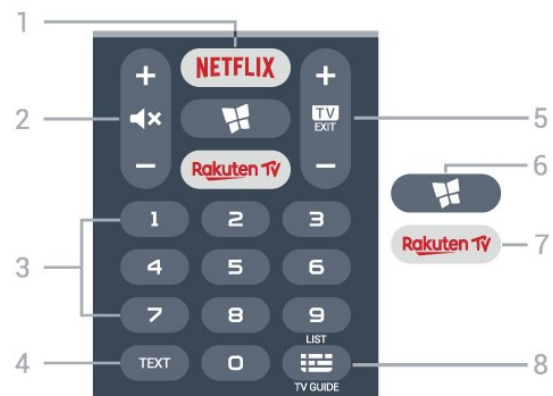 1
+ NETFLIX +
2 TV EXIT 5
- -
6
Rakuten TV
1 2 3
Rakuten TV 7
3
4 5 6
7 8 9
LIST
4 TEXT 0 8
TV GUIDE